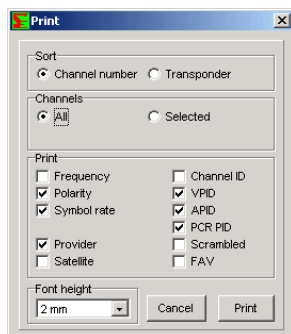 Print
Sort
Channel number Transponder
Channels
All Selected
Print
Frequency Channel ID
Polarity VPID
Symbol rate APID
PCR PID
Provider Scrambled
Satellite FAV
Font height
2 mm Cancel Print